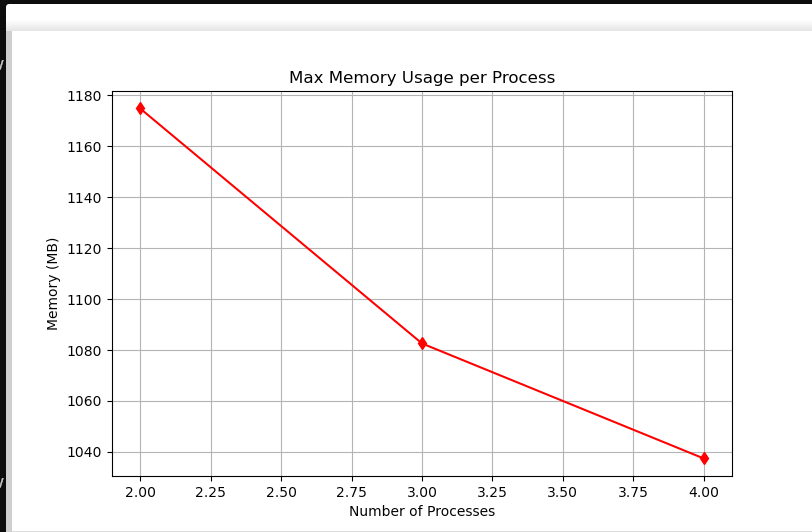 Max Memory Usage per Process
1180
1160
1140
1120
1100
1080
1060
1040
Memory (MB)
2.00 2.25 2.50 2.75 3.00 3.25 3.50 3.75 4.00
Number of Processes